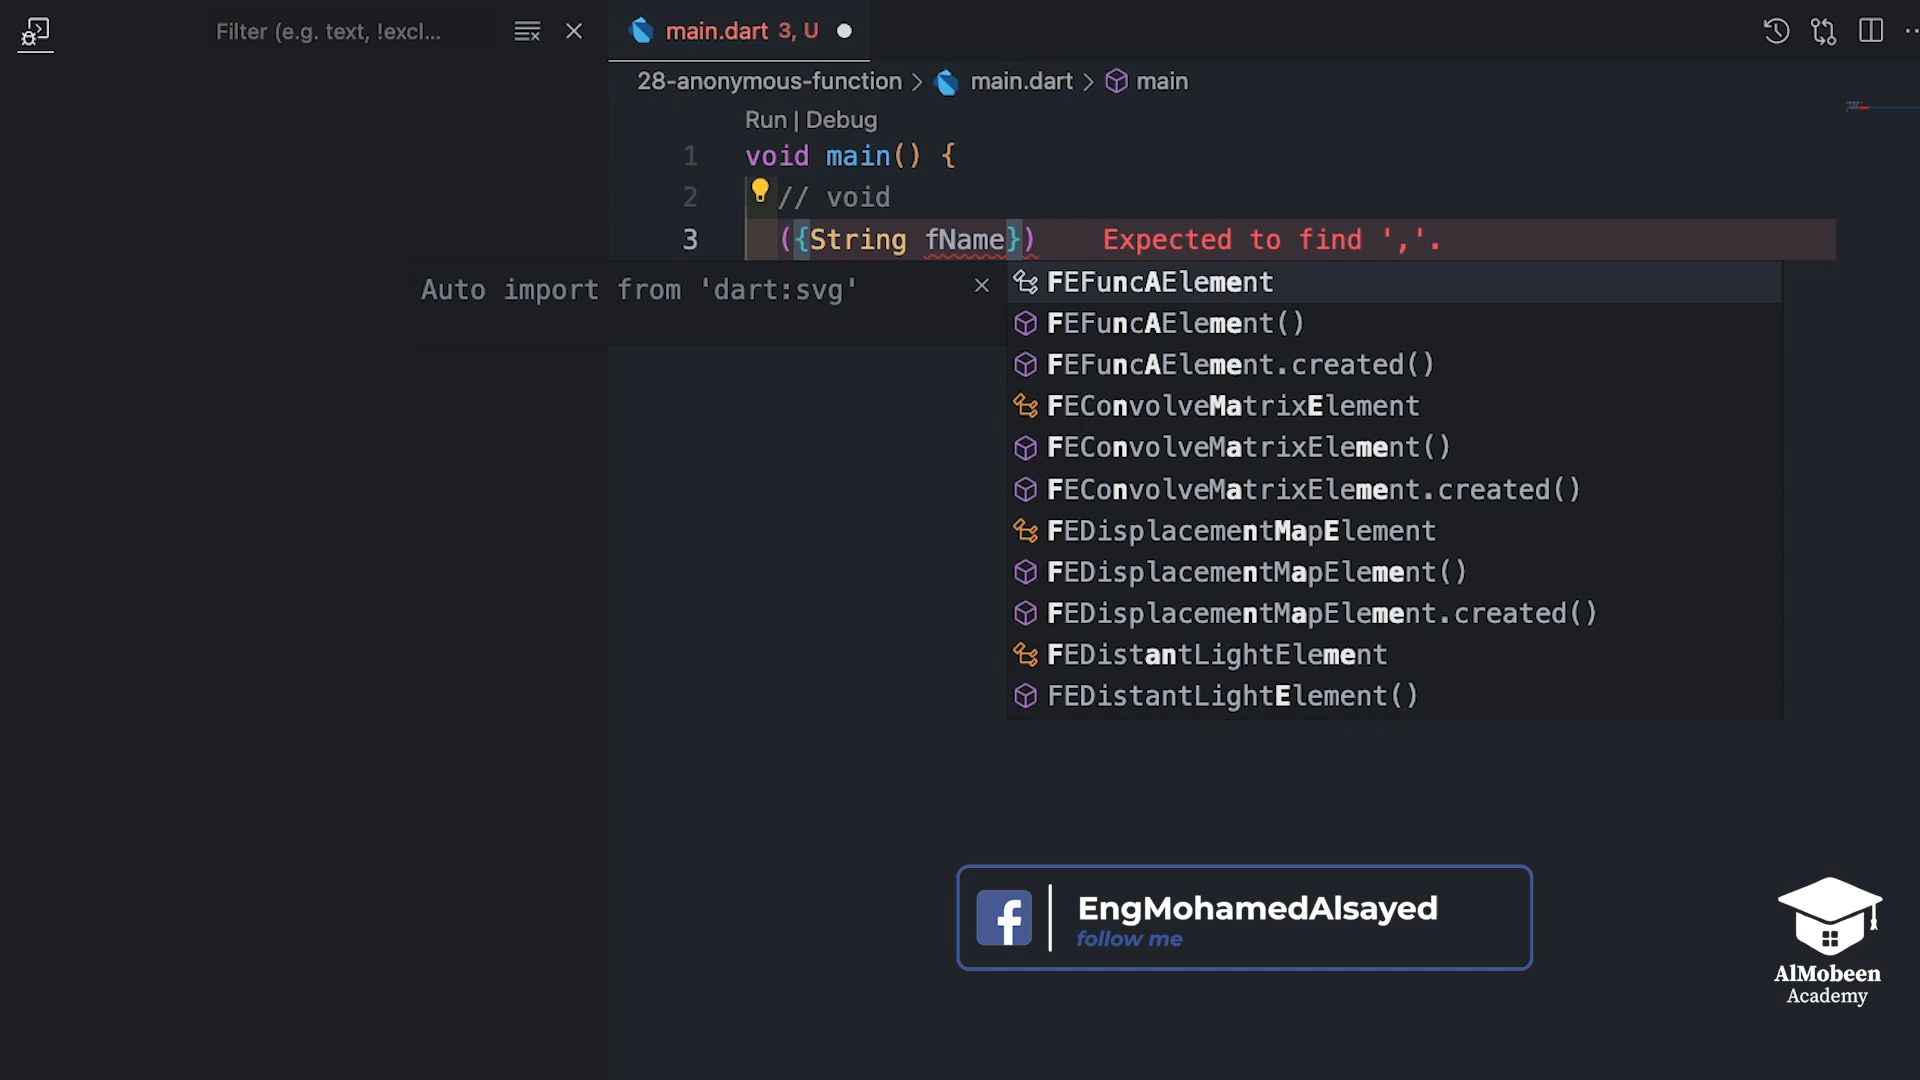 Filter (e.g. text, !excl...
main.dart 3, U
28-anonymous-function > main.dart > main
Run | Debug
1 void main() {
2 // void
3 ({String fName}) Expected to find ','.
Auto import from 'dart:svg'
FEFuncAElement
FEFuncAElement()
FEFuncAElement.created()
FEConvolveMatrixElement
FEConvolveMatrixElement()
FEConvolveMatrixElement.created()
FEDisplacementMapElement
FEDisplacementMapElement()
FEDisplacementMapElement.created()
FEDistantLightElement
FEDistantLightElement()
EngMohamedAlsayed
follow me
AlMobeen
Academy